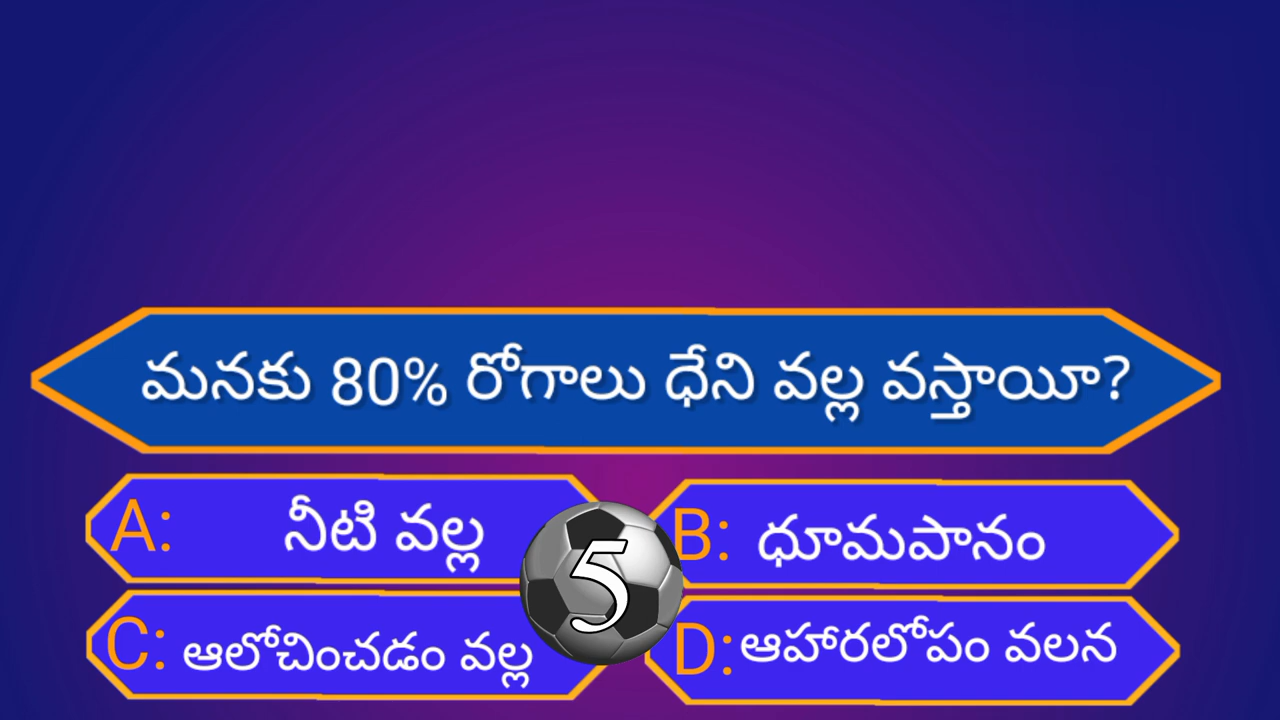 మనకు 80% రోగాలు ధేని వల్ల వస్తాయీ?
A: నీటి వల్ల
B: ధూమపానం
5
C: ఆలోచించడం వల్ల
D: ఆహారలోపం వలన